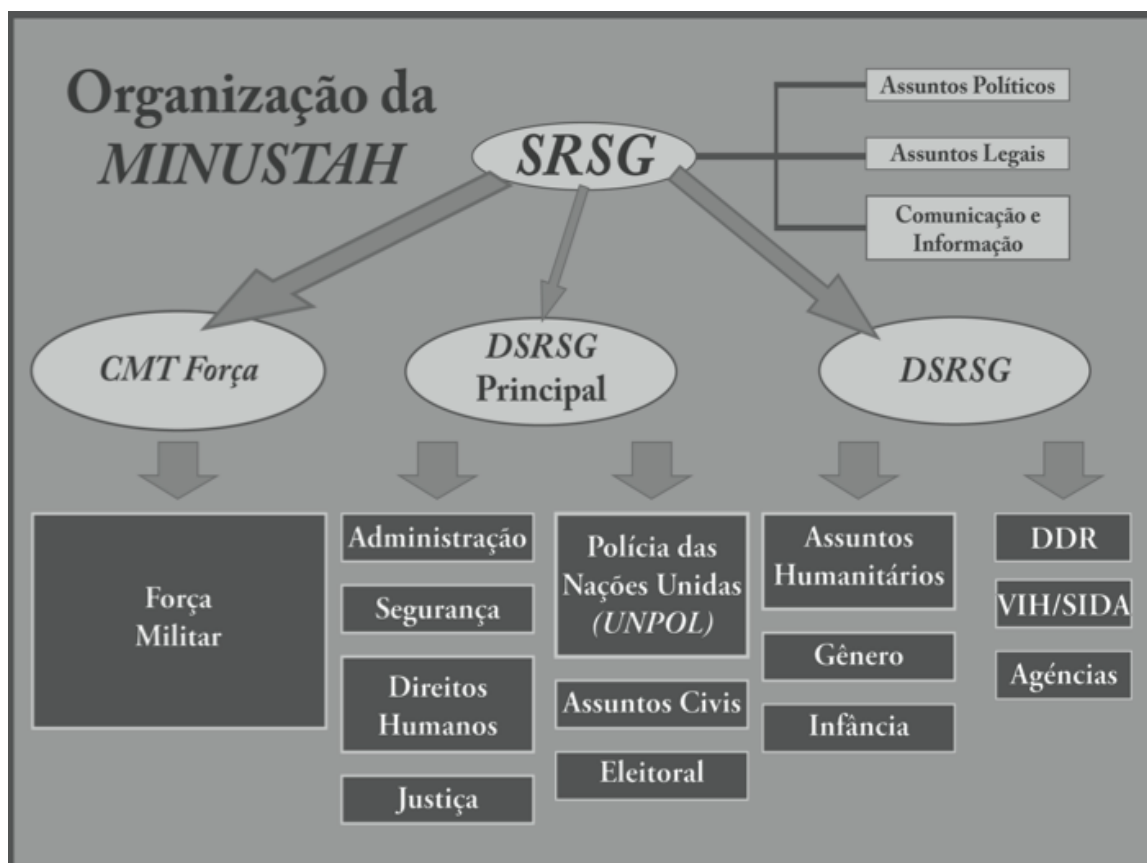 Organização da
MINUSTAH
SRSG
Assuntos Políticos
Assuntos Legais
Comunicação e
Informação
CMT Força
DSRSG
Principal
DSRSG
Força
Militar
Administração
Segurança
Direitos
Humanos
Justiça
Polícia das
Nações Unidas
(UNPOL)
Assuntos Civis
Eleitoral
Assuntos
Humanitários
Gênero
Infância
DDR
VIH/SIDA
Agéncias